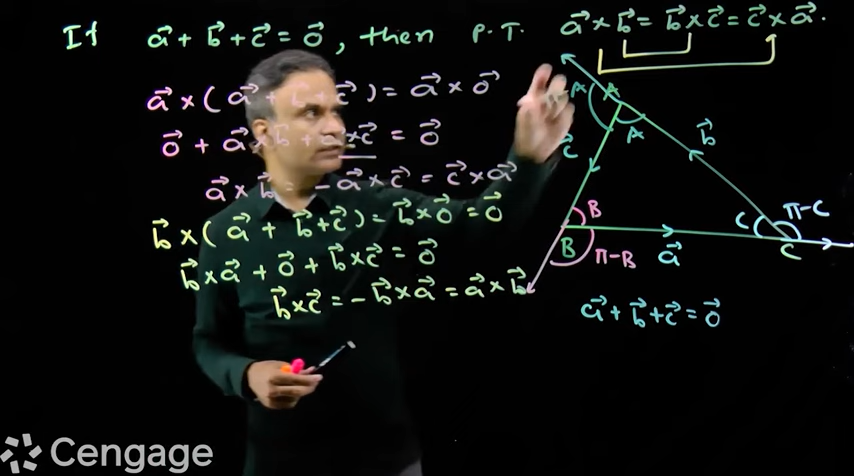 If a⃗ + b⃗ + c⃗ = 0⃗, then P.T. a⃗ × b⃗ = b⃗ × c⃗ = c⃗ × a⃗.
a⃗ × ( a⃗ + b⃗ + c⃗ ) = a⃗ × 0⃗
0⃗ + a⃗ × b⃗ + a⃗ × c⃗ = 0⃗
a⃗ × b⃗ = - a⃗ × c⃗ = c⃗ × a⃗
b⃗ × ( a⃗ + b⃗ + c⃗ ) = b⃗ × 0⃗ = 0⃗
b⃗ × a⃗ + 0⃗ + b⃗ × c⃗ = 0⃗
b⃗ × c⃗ = - b⃗ × a⃗ = a⃗ × b⃗
A
A
b⃗
c⃗
B
B
π-B
a⃗
C
π-C
C
a⃗ + b⃗ + c⃗ = 0⃗
Cengage